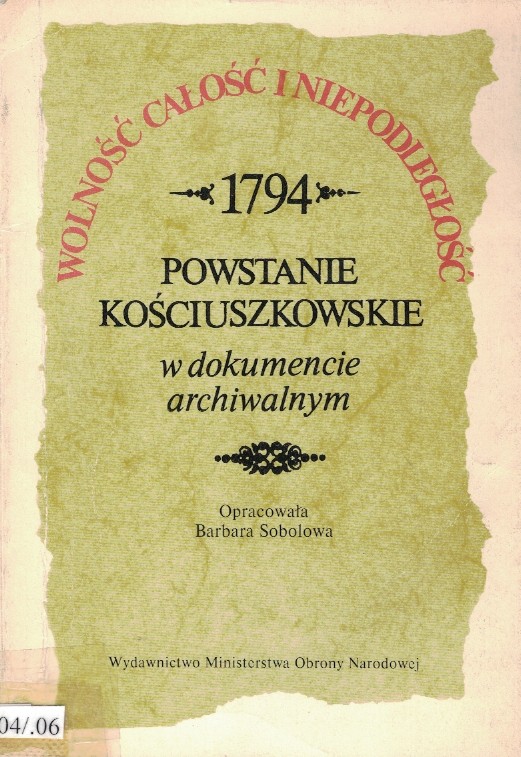 WOLNOŚĆ CAŁOŚĆ I NIEPODLEGŁOŚĆ
1794
POWSTANIE
KOŚCIUSZKOWSKIE
w dokumencie
archiwalnym
Opracowała
Barbara Sobolowa
Wydawnictwo Ministerstwa Obrony Narodowej
04/.06